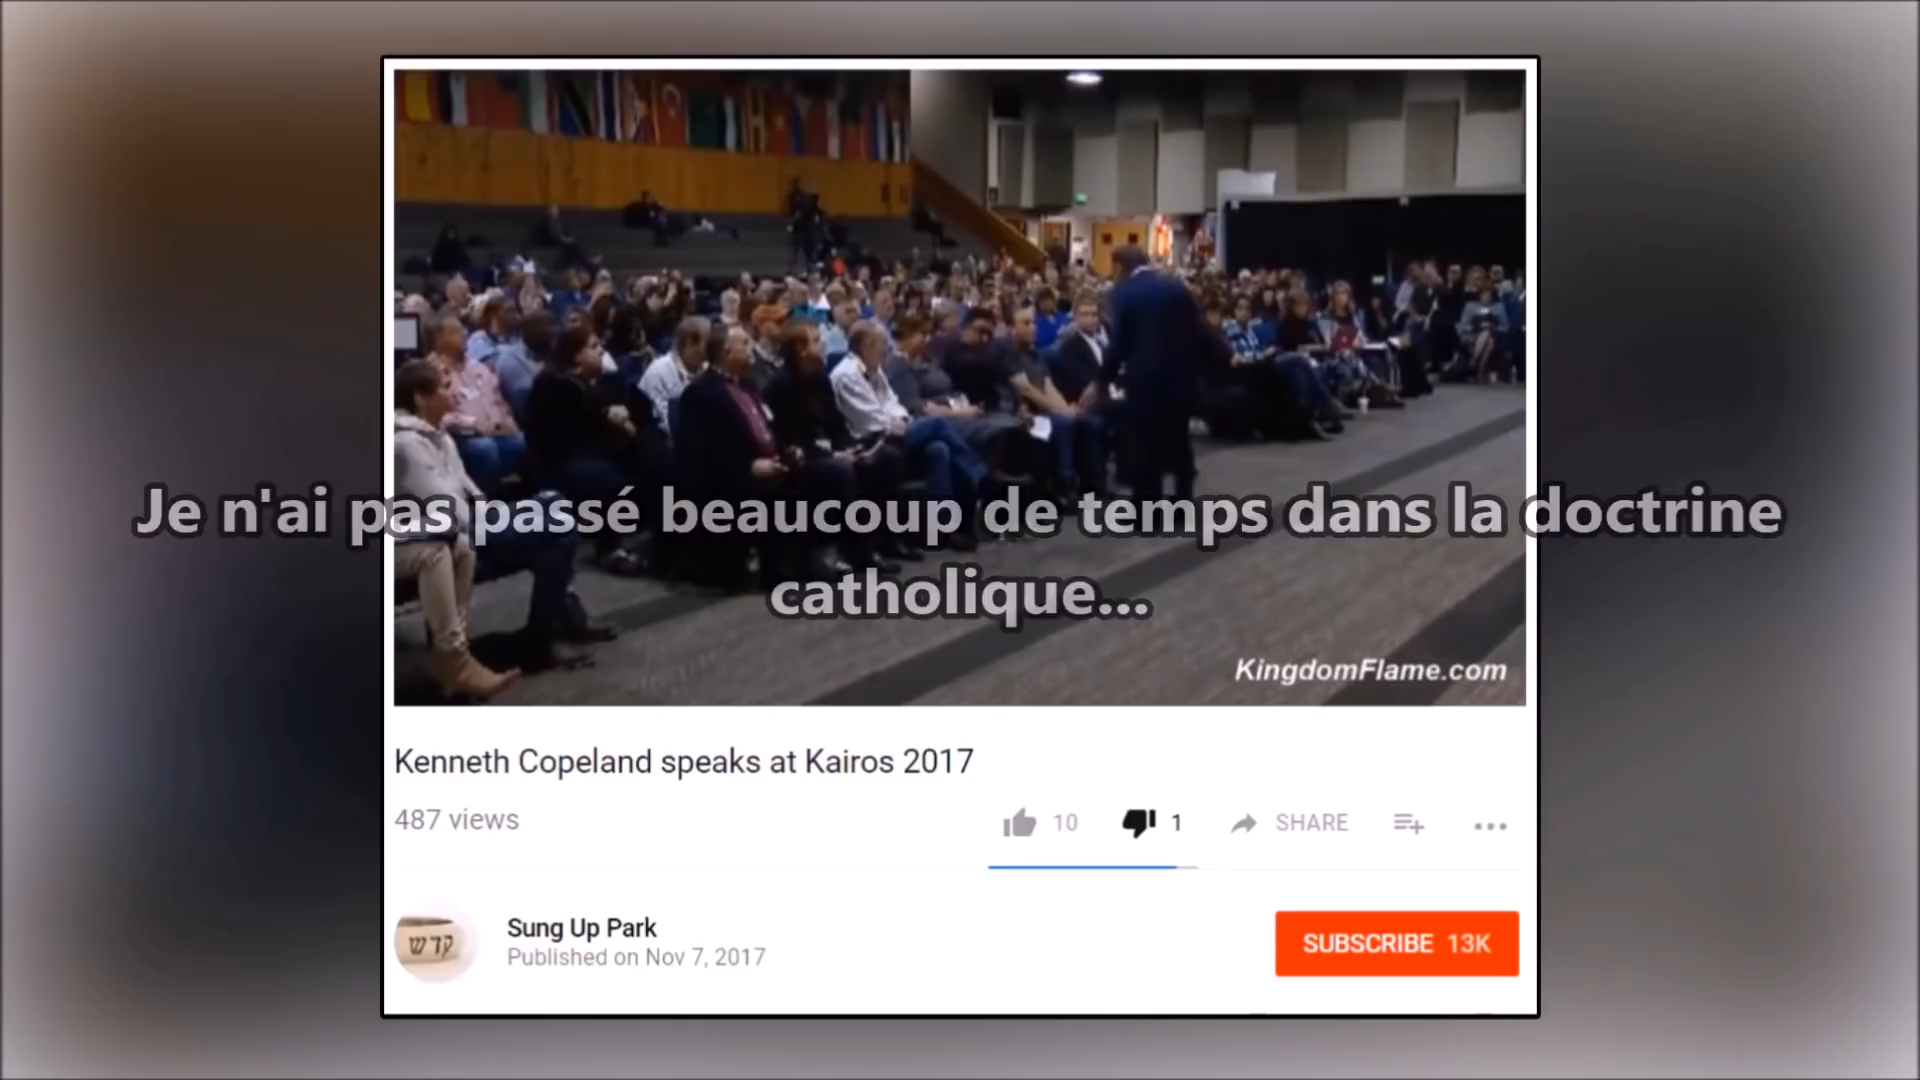 Je n'ai pas passé beaucoup de temps dans la doctrine
catholique...
KingdomFlame.com
Kenneth Copeland speaks at Kairos 2017
487 views
10
1
SHARE
קדש
Sung Up Park
Published on Nov 7, 2017
SUBSCRIBE 13K